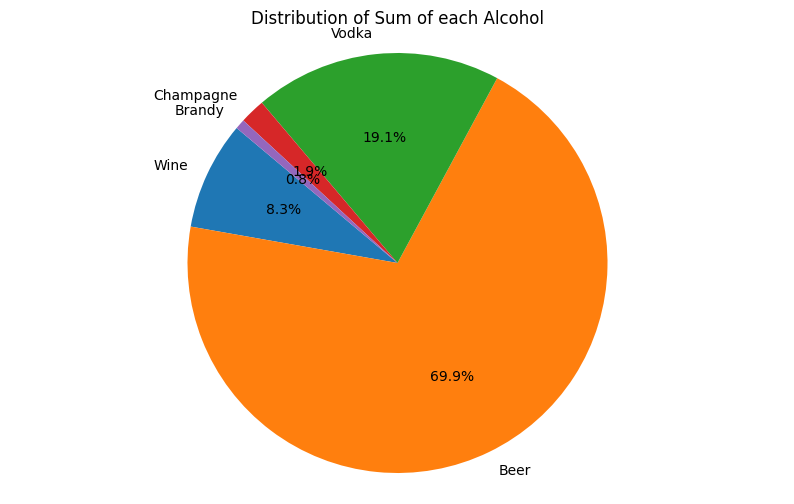 Distribution of Sum of each Alcohol
Vodka
Champagne
Brandy
Wine
Beer
19.1%
1.9%
0.8%
8.3%
69.9%